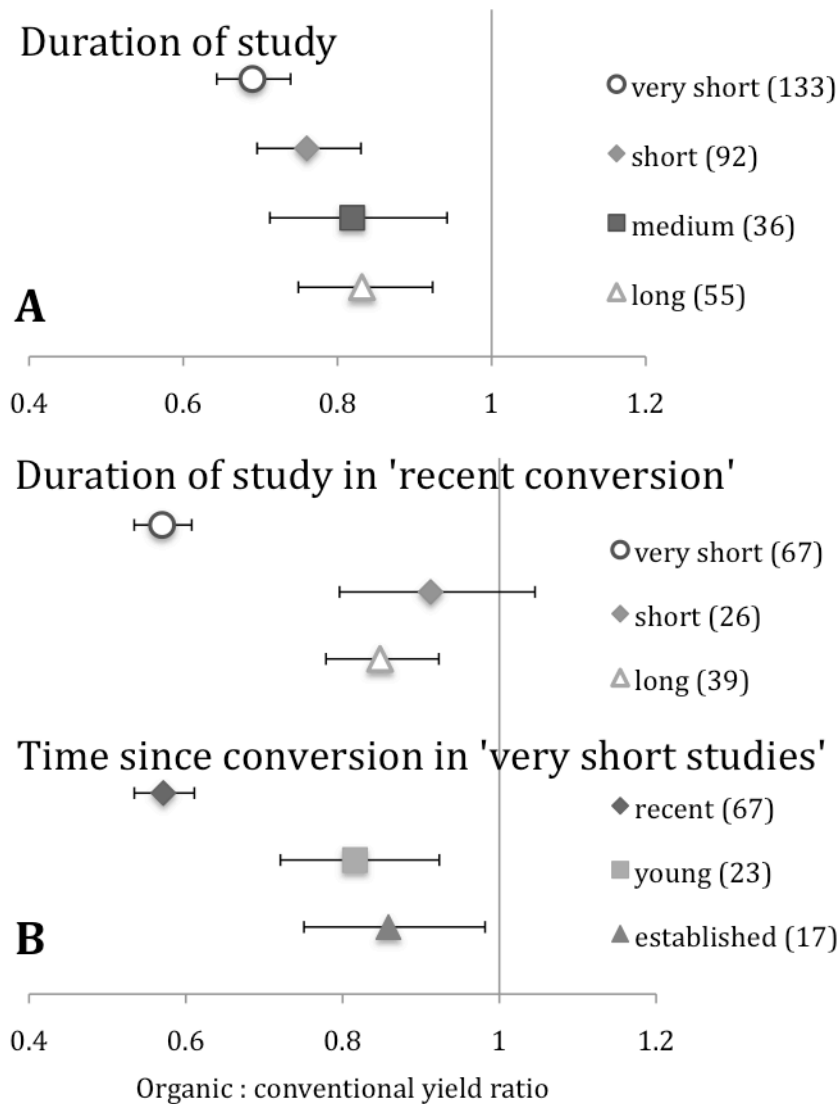 Duration of study
very short (133)
short (92)
medium (36)
long (55)
A
0.4 0.6 0.8 1 1.2
Duration of study in 'recent conversion'
very short (67)
short (26)
long (39)
Time since conversion in 'very short studies'
recent (67)
young (23)
established (17)
B
0.4 0.6 0.8 1 1.2
Organic : conventional yield ratio